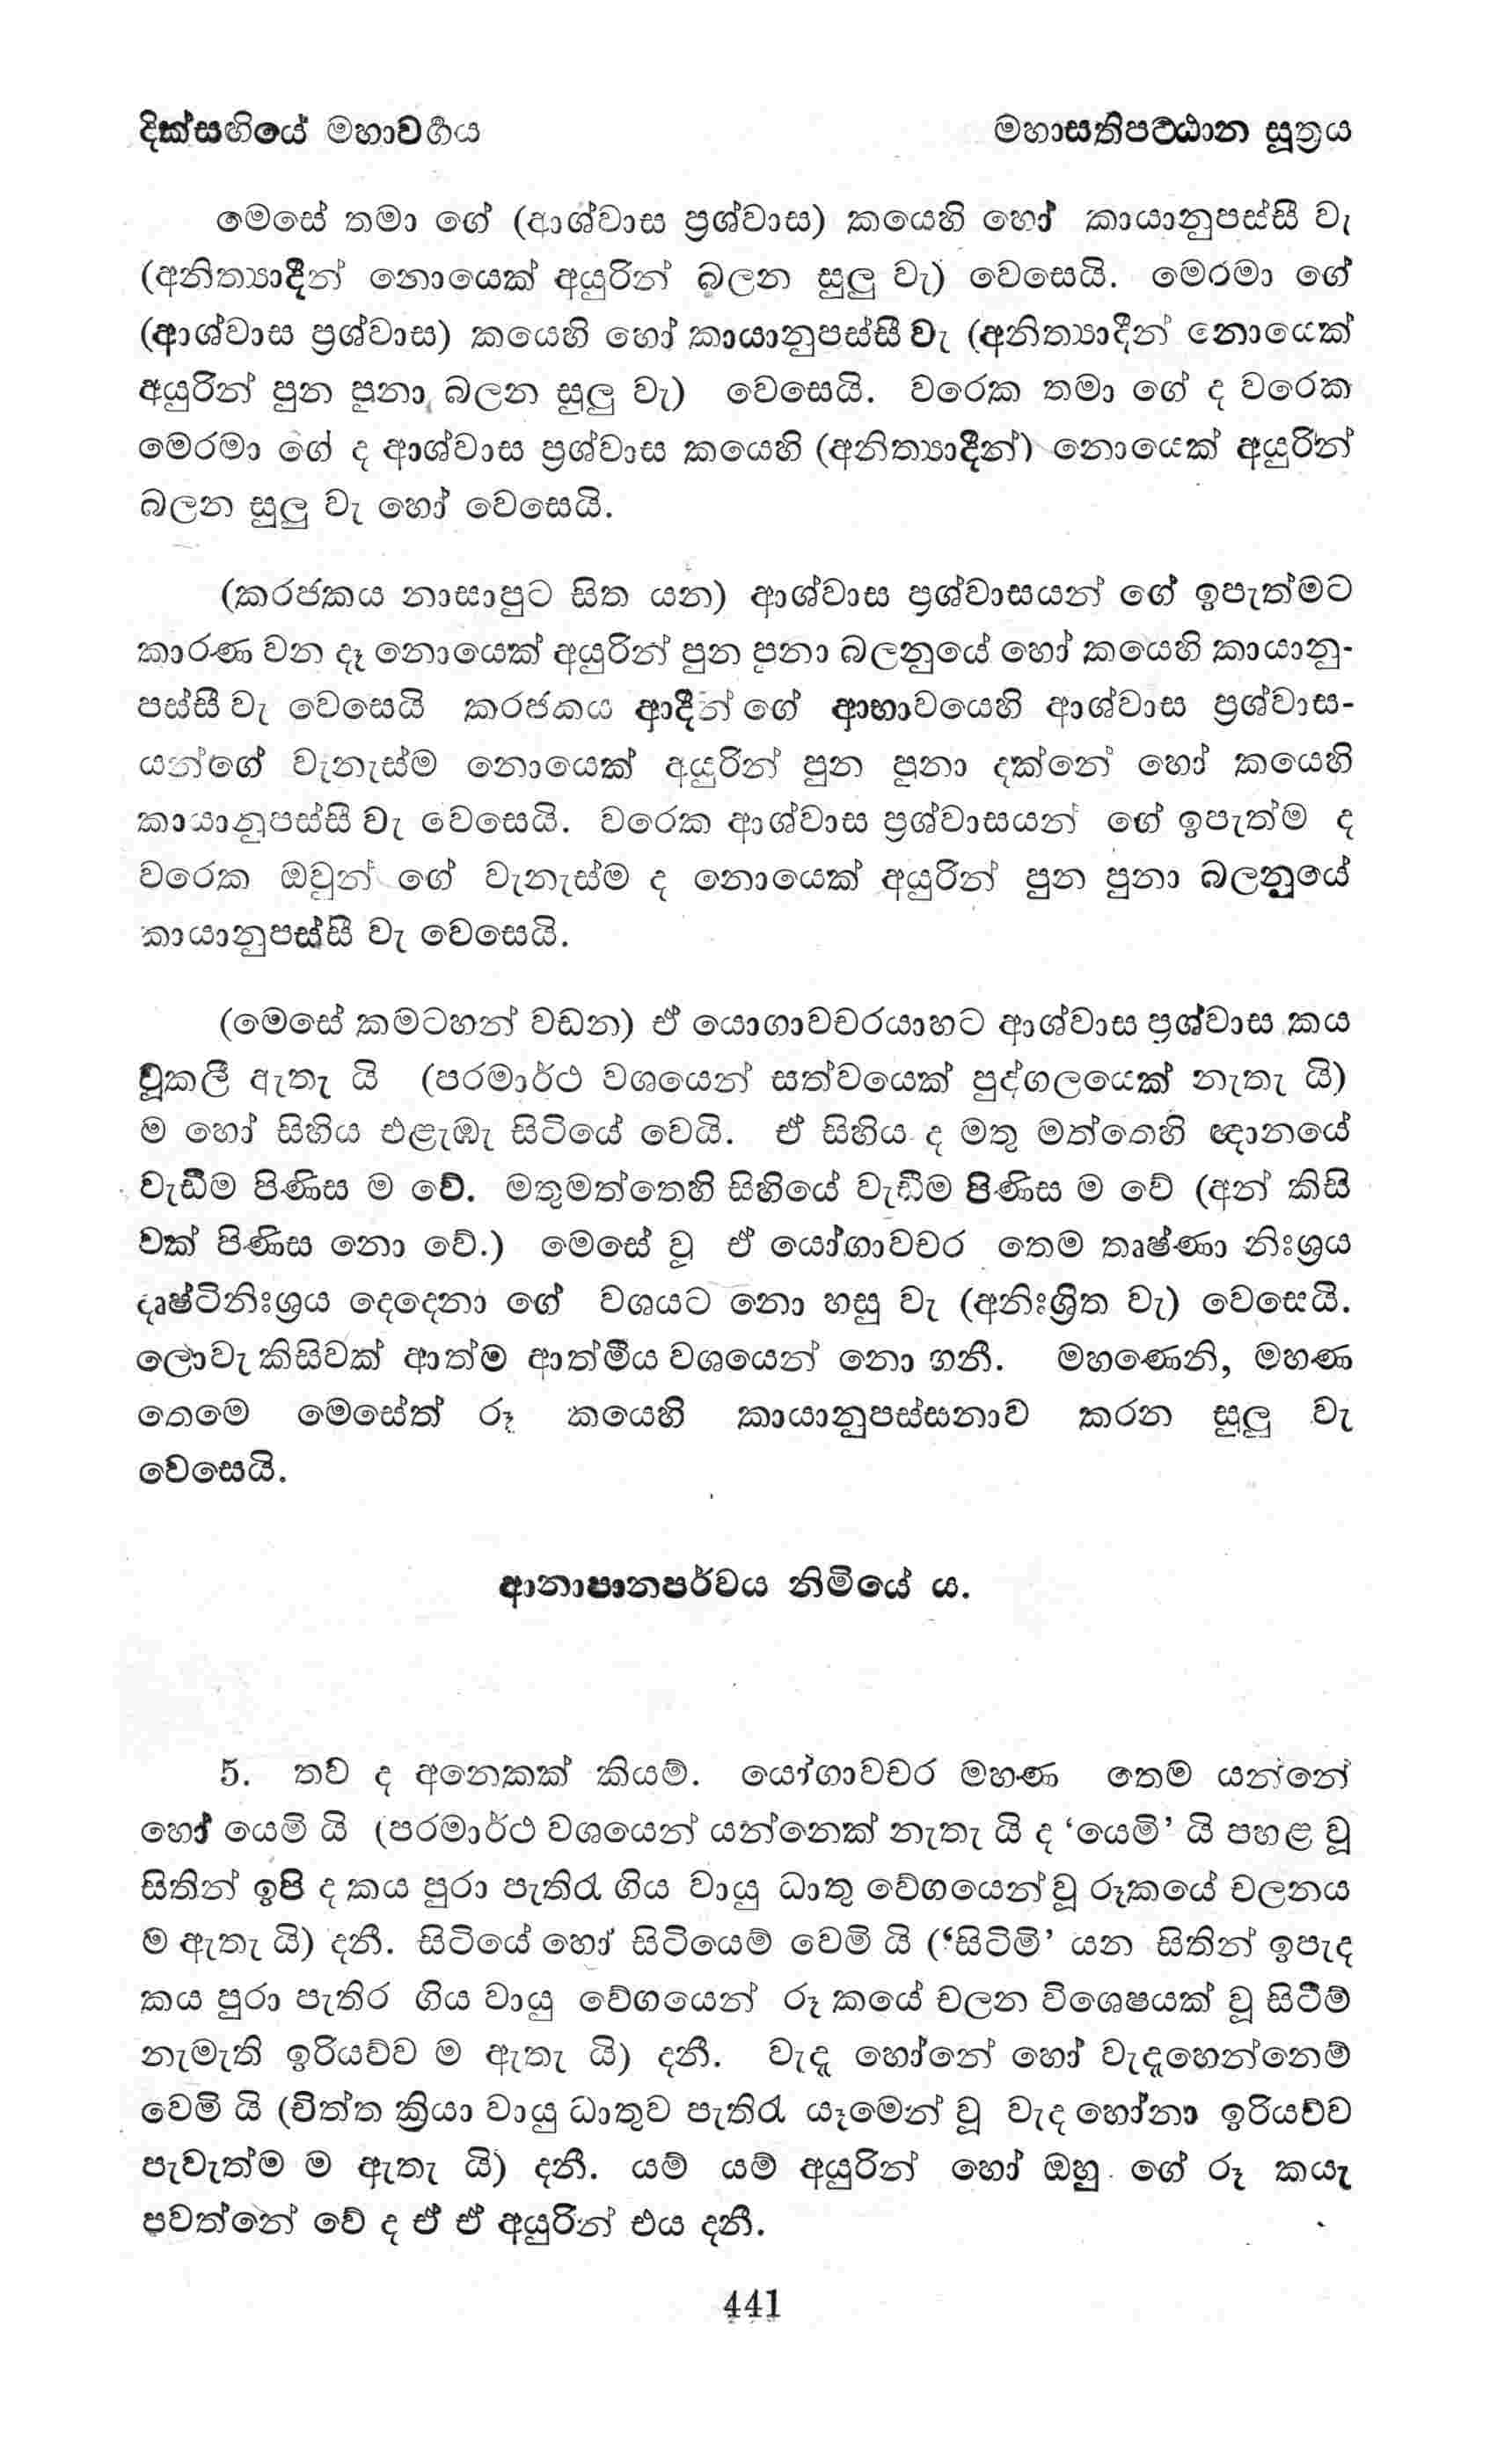 දික්සඟියේ මහාවර්‍ගය
මහාසතිපට්ඨාන සූත්‍රය
මෙසේ තමා ගේ (ආශ්වාස ප්‍රශ්වාස) කයෙහි හෝ කායානුපස්සී වැ
(අනිත්‍යාදීන් නොයෙක් අයුරින් බලන සුලු වැ) වෙසෙයි. මෙරමා ගේ
(ආශ්වාස ප්‍රශ්වාස) කයෙහි හෝ කායානුපස්සී වැ (අනිත්‍යාදීන් නොයෙක්
අයුරින් පුන පුනා බලන සුලු වැ) වෙසෙයි. වරෙක තමා ගේ ද වරෙක
මෙරමා ගේ ද ආශ්වාස ප්‍රශ්වාස කයෙහි (අනිත්‍යාදීන්) නොයෙක් අයුරින්
බලන සුලු වැ හෝ වෙසෙයි.
(කරජකය නාසාපුට සිත යන) ආශ්වාස ප්‍රශ්වාසයන් ගේ ඉපැත්මට
කාරණ වන දෑ නොයෙක් අයුරින් පුන පුනා බලනුයේ හෝ කයෙහි කායානු-
පස්සී වැ වෙසෙයි කරජකය ආදීන් ගේ ආභාවයෙහි ආශ්වාස ප්‍රශ්වාස-
යන්ගේ වැනැස්ම නොයෙක් අයුරින් පුන පුනා දක්නේ හෝ කයෙහි
කායානුපස්සී වැ වෙසෙයි. වරෙක ආශ්වාස ප්‍රශ්වාසයන් ගේ ඉපැත්ම ද
වරෙක ඔවුන් ගේ වැනැස්ම ද නොයෙක් අයුරින් පුන පුනා බලනුයේ
කායානුපස්සී වැ වෙසෙයි.
(මෙසේ කමටහන් වඩන) ඒ යොගාවචරයාහට ආශ්වාස ප්‍රශ්වාස කය
වූකලී ඇතැ යි (පරමාර්ථ වශයෙන් සත්වයෙක් පුද්ගලයෙක් නැතැ යි)
ම හෝ සිහිය එළැඹැ සිටියේ වෙයි. ඒ සිහිය ද මතු මත්තෙහි ඥානයේ
වැඩීම පිණිස ම වේ. මතුමත්තෙහි සිහියේ වැඩීම පිණිස ම වේ (අන් කිසි
වක් පිණිස නො වේ.) මෙසේ වූ ඒ යෝගාවචර තෙම තෘෂ්ණා නිඃශ්‍රය
දෘෂ්ටිනිඃශ්‍රය දෙදෙනා ගේ වශයට නො හසු වැ (අනිඃශ්‍රිත වැ) වෙසෙයි.
ලොවැ කිසිවක් ආත්ම ආත්මීය වශයෙන් නො ගනී. මහණෙනි, මහණ
තෙමෙ මෙසේත් රූ කයෙහි කායානුපස්සනාව කරන සුලු වැ
වෙසෙයි.
ආනාපානපර්වය නිමියේ ය.
5. තව ද අනෙකක් කියම්. යෝගාවචර මහණ තෙම යන්නේ
හෝ යෙමි යි (පරමාර්ථ වශයෙන් යන්නෙක් නැතැ යි ද ‘යෙමි’ යි පහළ වූ
සිතින් ඉපි ද කය පුරා පැතිරැ ගිය වායු ධාතු වේගයෙන් වූ රූකයේ චලනය
ම ඇතැ යි) දනී. සිටියේ හෝ සිටියෙම් වෙමි යි (‘සිටිමි’ යන සිතින් ඉපැද
කය පුරා පැතිර ගිය වායු වේගයෙන් රූ කයේ චලන විශෙෂයක් වූ සිටීම්
නැමැති ඉරියව්ව ම ඇතැ යි) දනී. වැදෑ හෝනේ හෝ වැදෑහෙන්නෙම්
වෙමි යි (චිත්ත ක්‍රියා වායු ධාතුව පැතිරැ යෑමෙන් වූ වැද හෝනා ඉරියව්ව
පැවැත්ම ම ඇතැ යි) දනී. යම් යම් අයුරින් හෝ ඔහු ගේ රූ කයැ
පවත්නේ වේ ද ඒ ඒ අයුරින් එය දනී.
441